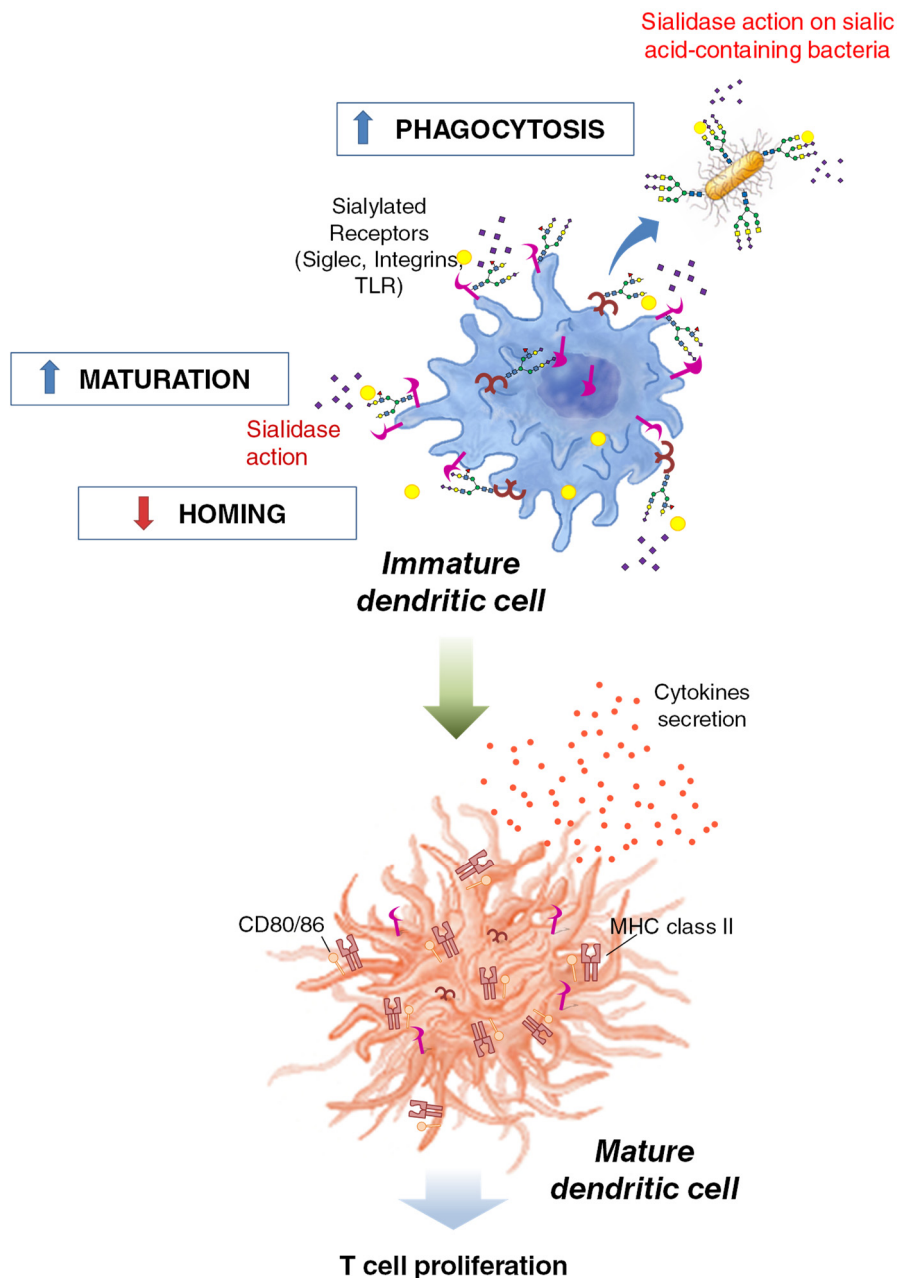 Sialidase action on sialic
acid-containing bacteria
PHAGOCYTOSIS
Sialylated
Receptors
(Siglec, Integrins,
TLR)
MATURATION
Sialidase
action
HOMING
Immature
dendritic cell
Cytokines
secretion
CD80/86
MHC class II
Mature
dendritic cell
T cell proliferation